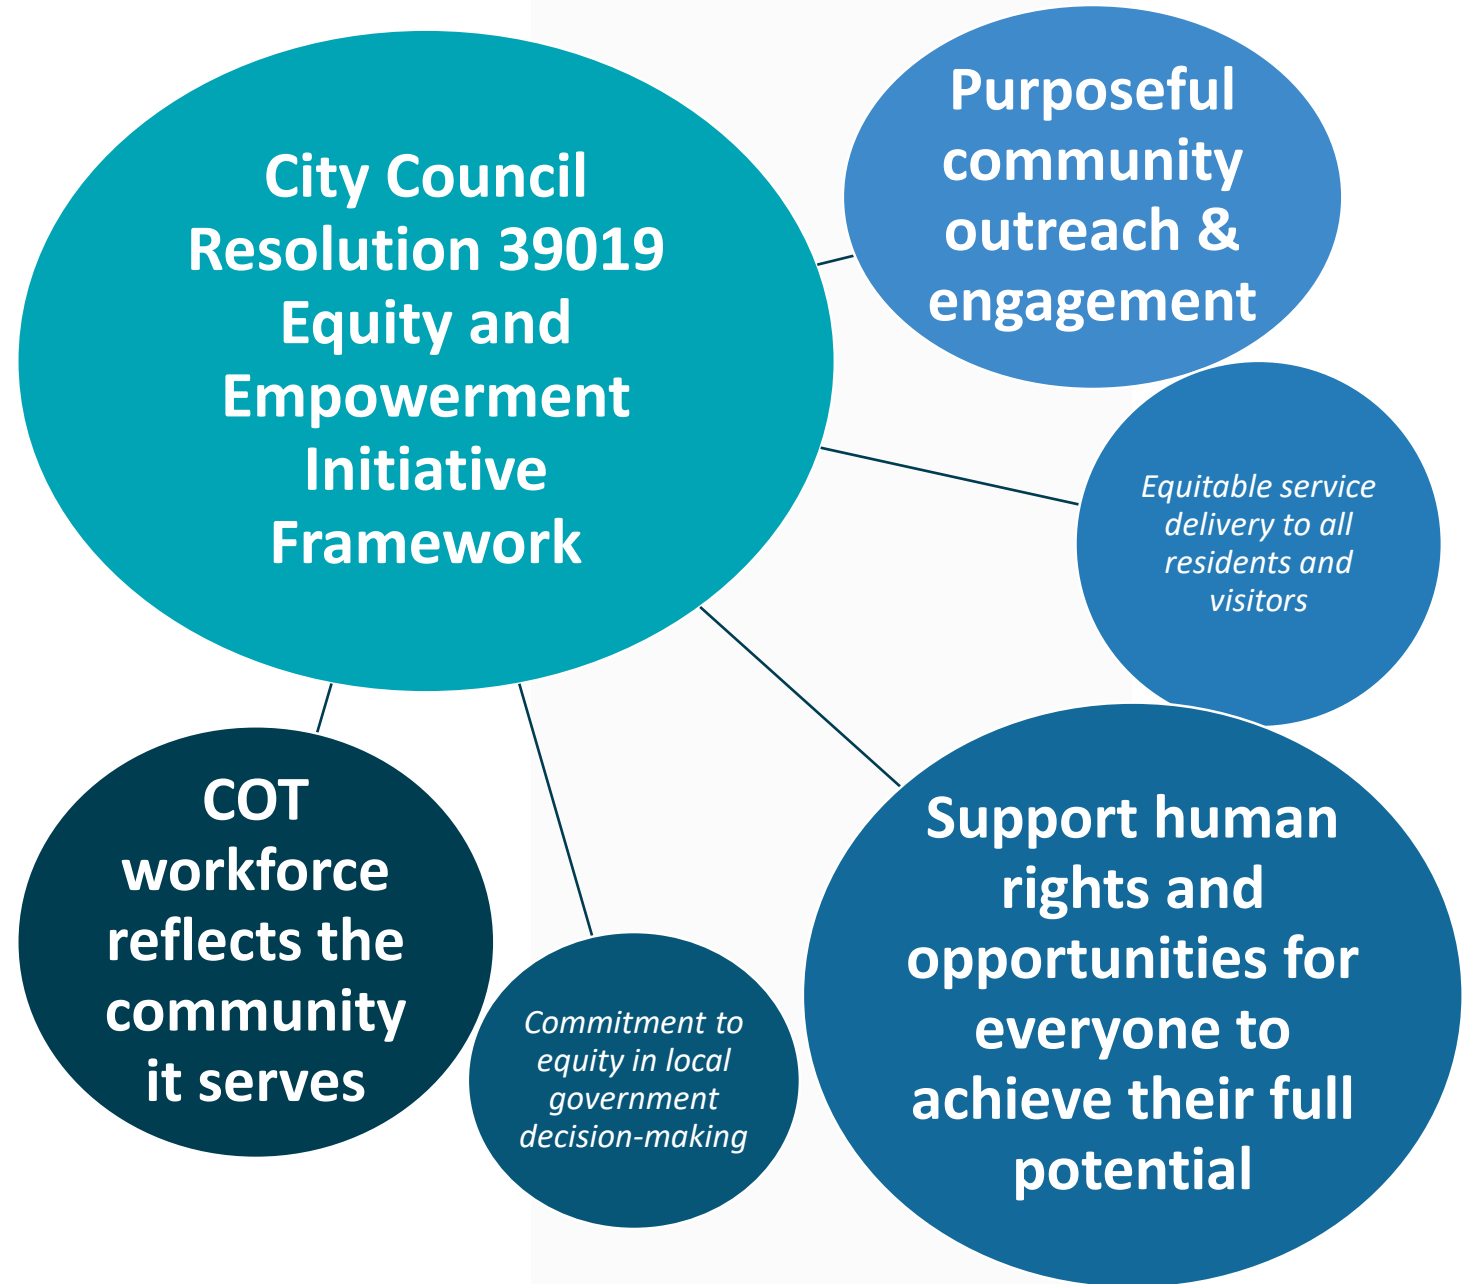 City Council
Resolution 39019
Equity and
Empowerment
Initiative
Framework
Purposeful
community
outreach &
engagement
Equitable service
delivery to all
residents and
visitors
Support human
rights and
opportunities for
everyone to
achieve their full
potential
Commitment to
equity in local
government
decision-making
COT
workforce
reflects the
community
it serves